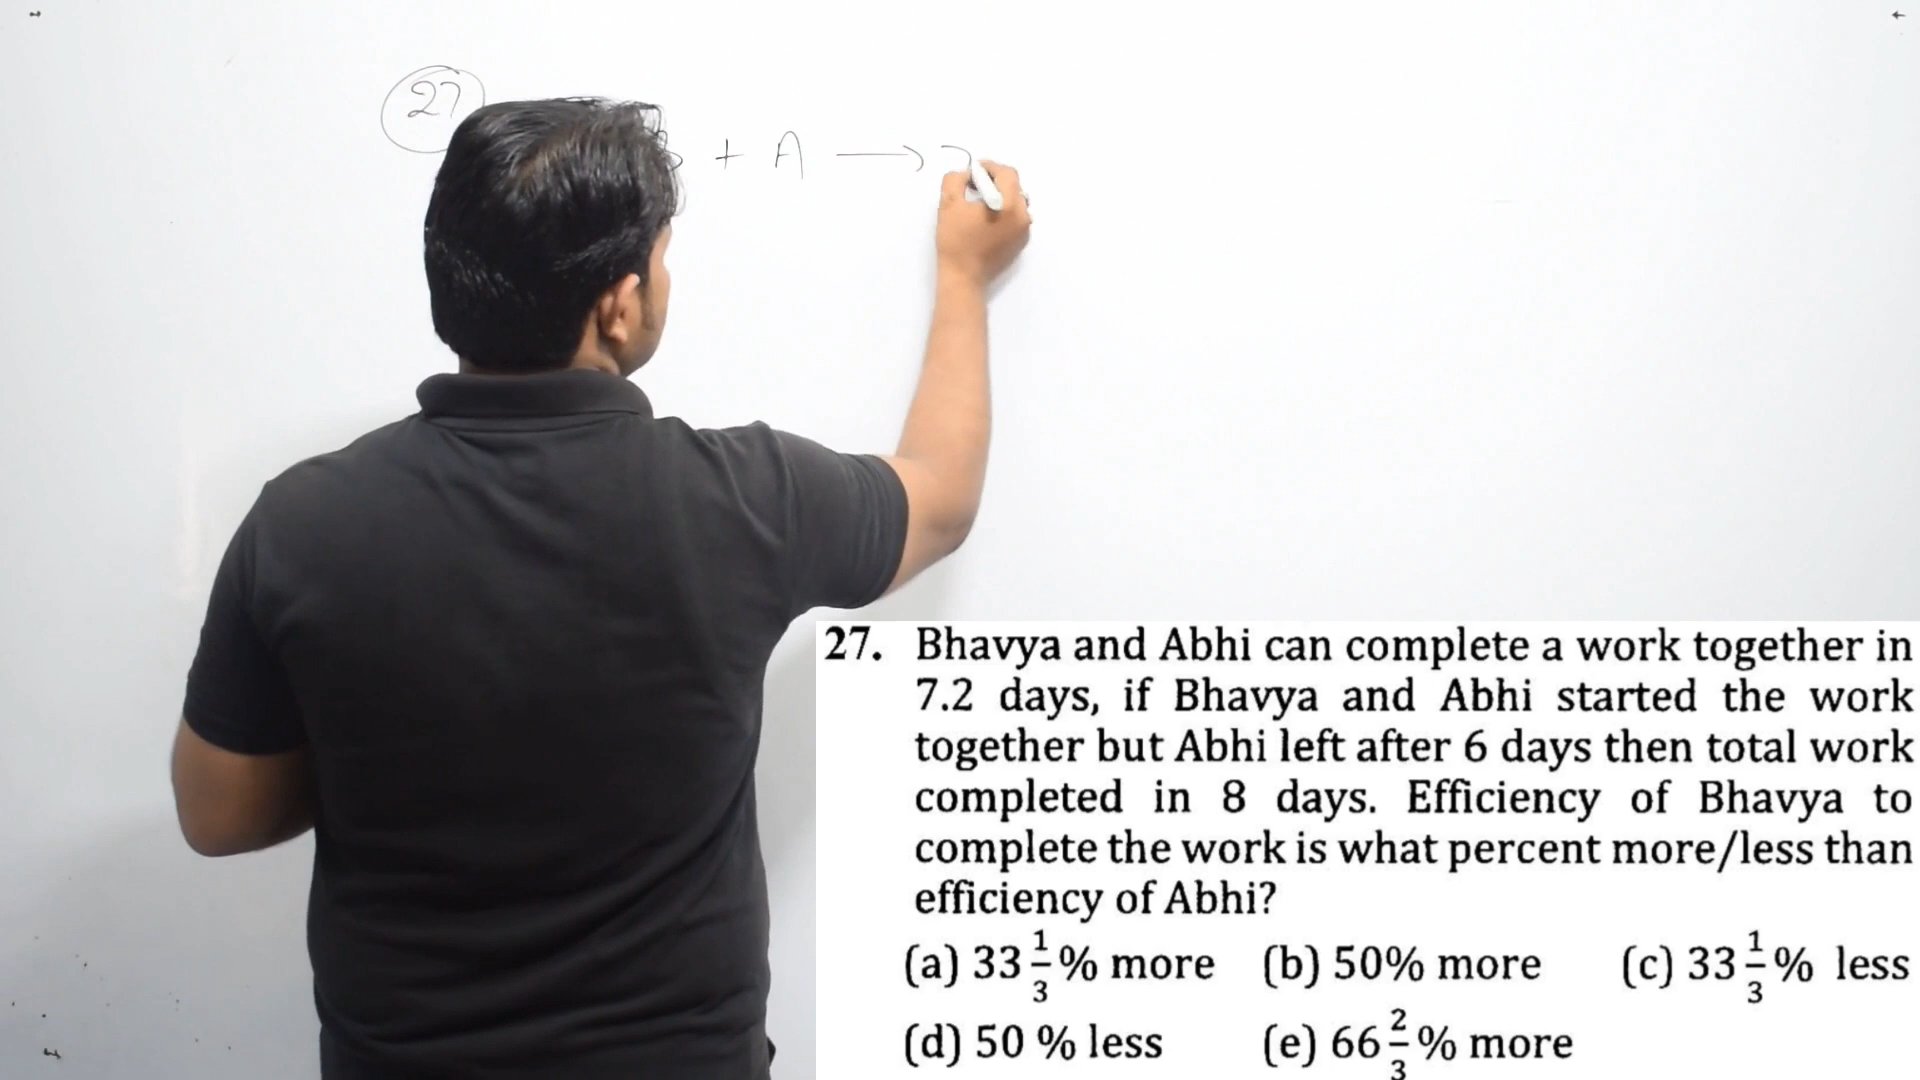 27
+ A →
27. Bhavya and Abhi can complete a work together in
7.2 days, if Bhavya and Abhi started the work
together but Abhi left after 6 days then total work
completed in 8 days. Efficiency of Bhavya to
complete the work is what percent more/less than
efficiency of Abhi?
(a) 33 1/3 % more (b) 50% more (c) 33 1/3 % less
(d) 50 % less (e) 66 2/3 % more